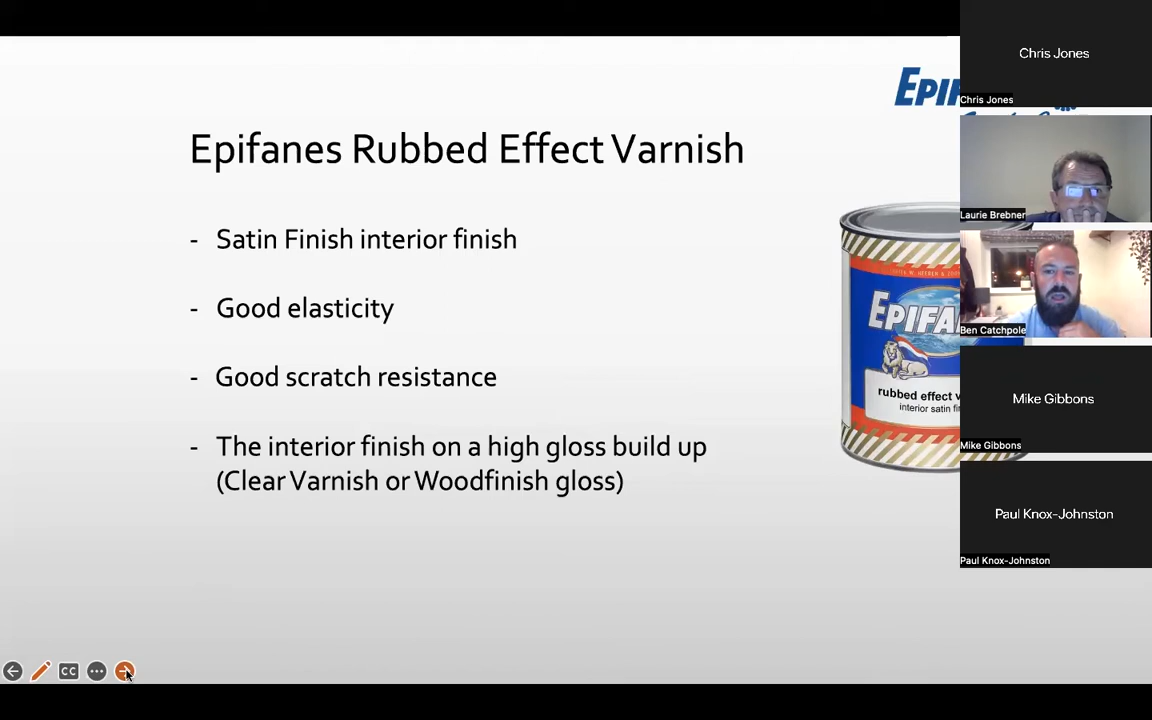 Epifanes Rubbed Effect Varnish
- Satin Finish interior finish
- Good elasticity
- Good scratch resistance
- The interior finish on a high gloss build up
(Clear Varnish or Woodfinish gloss)
rubbed effect
interior satin
CC
Chris Jones
Chris Jones
Laurie Brebner
Ben Catchpole
Mike Gibbons
Mike Gibbons
Paul Knox-Johnston
Paul Knox-Johnston